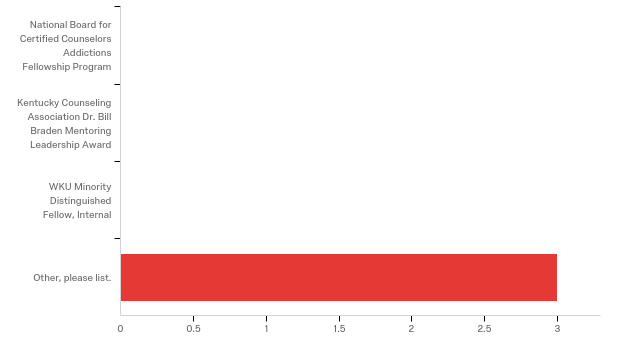 National Board for
Certified Counselors
Addictions
Fellowship Program
Kentucky Counseling
Association Dr. Bill
Braden Mentoring
Leadership Award
WKU Minority
Distinguished
Fellow, Internal
Other, please list.
0 0.5 1 1.5 2 2.5 3